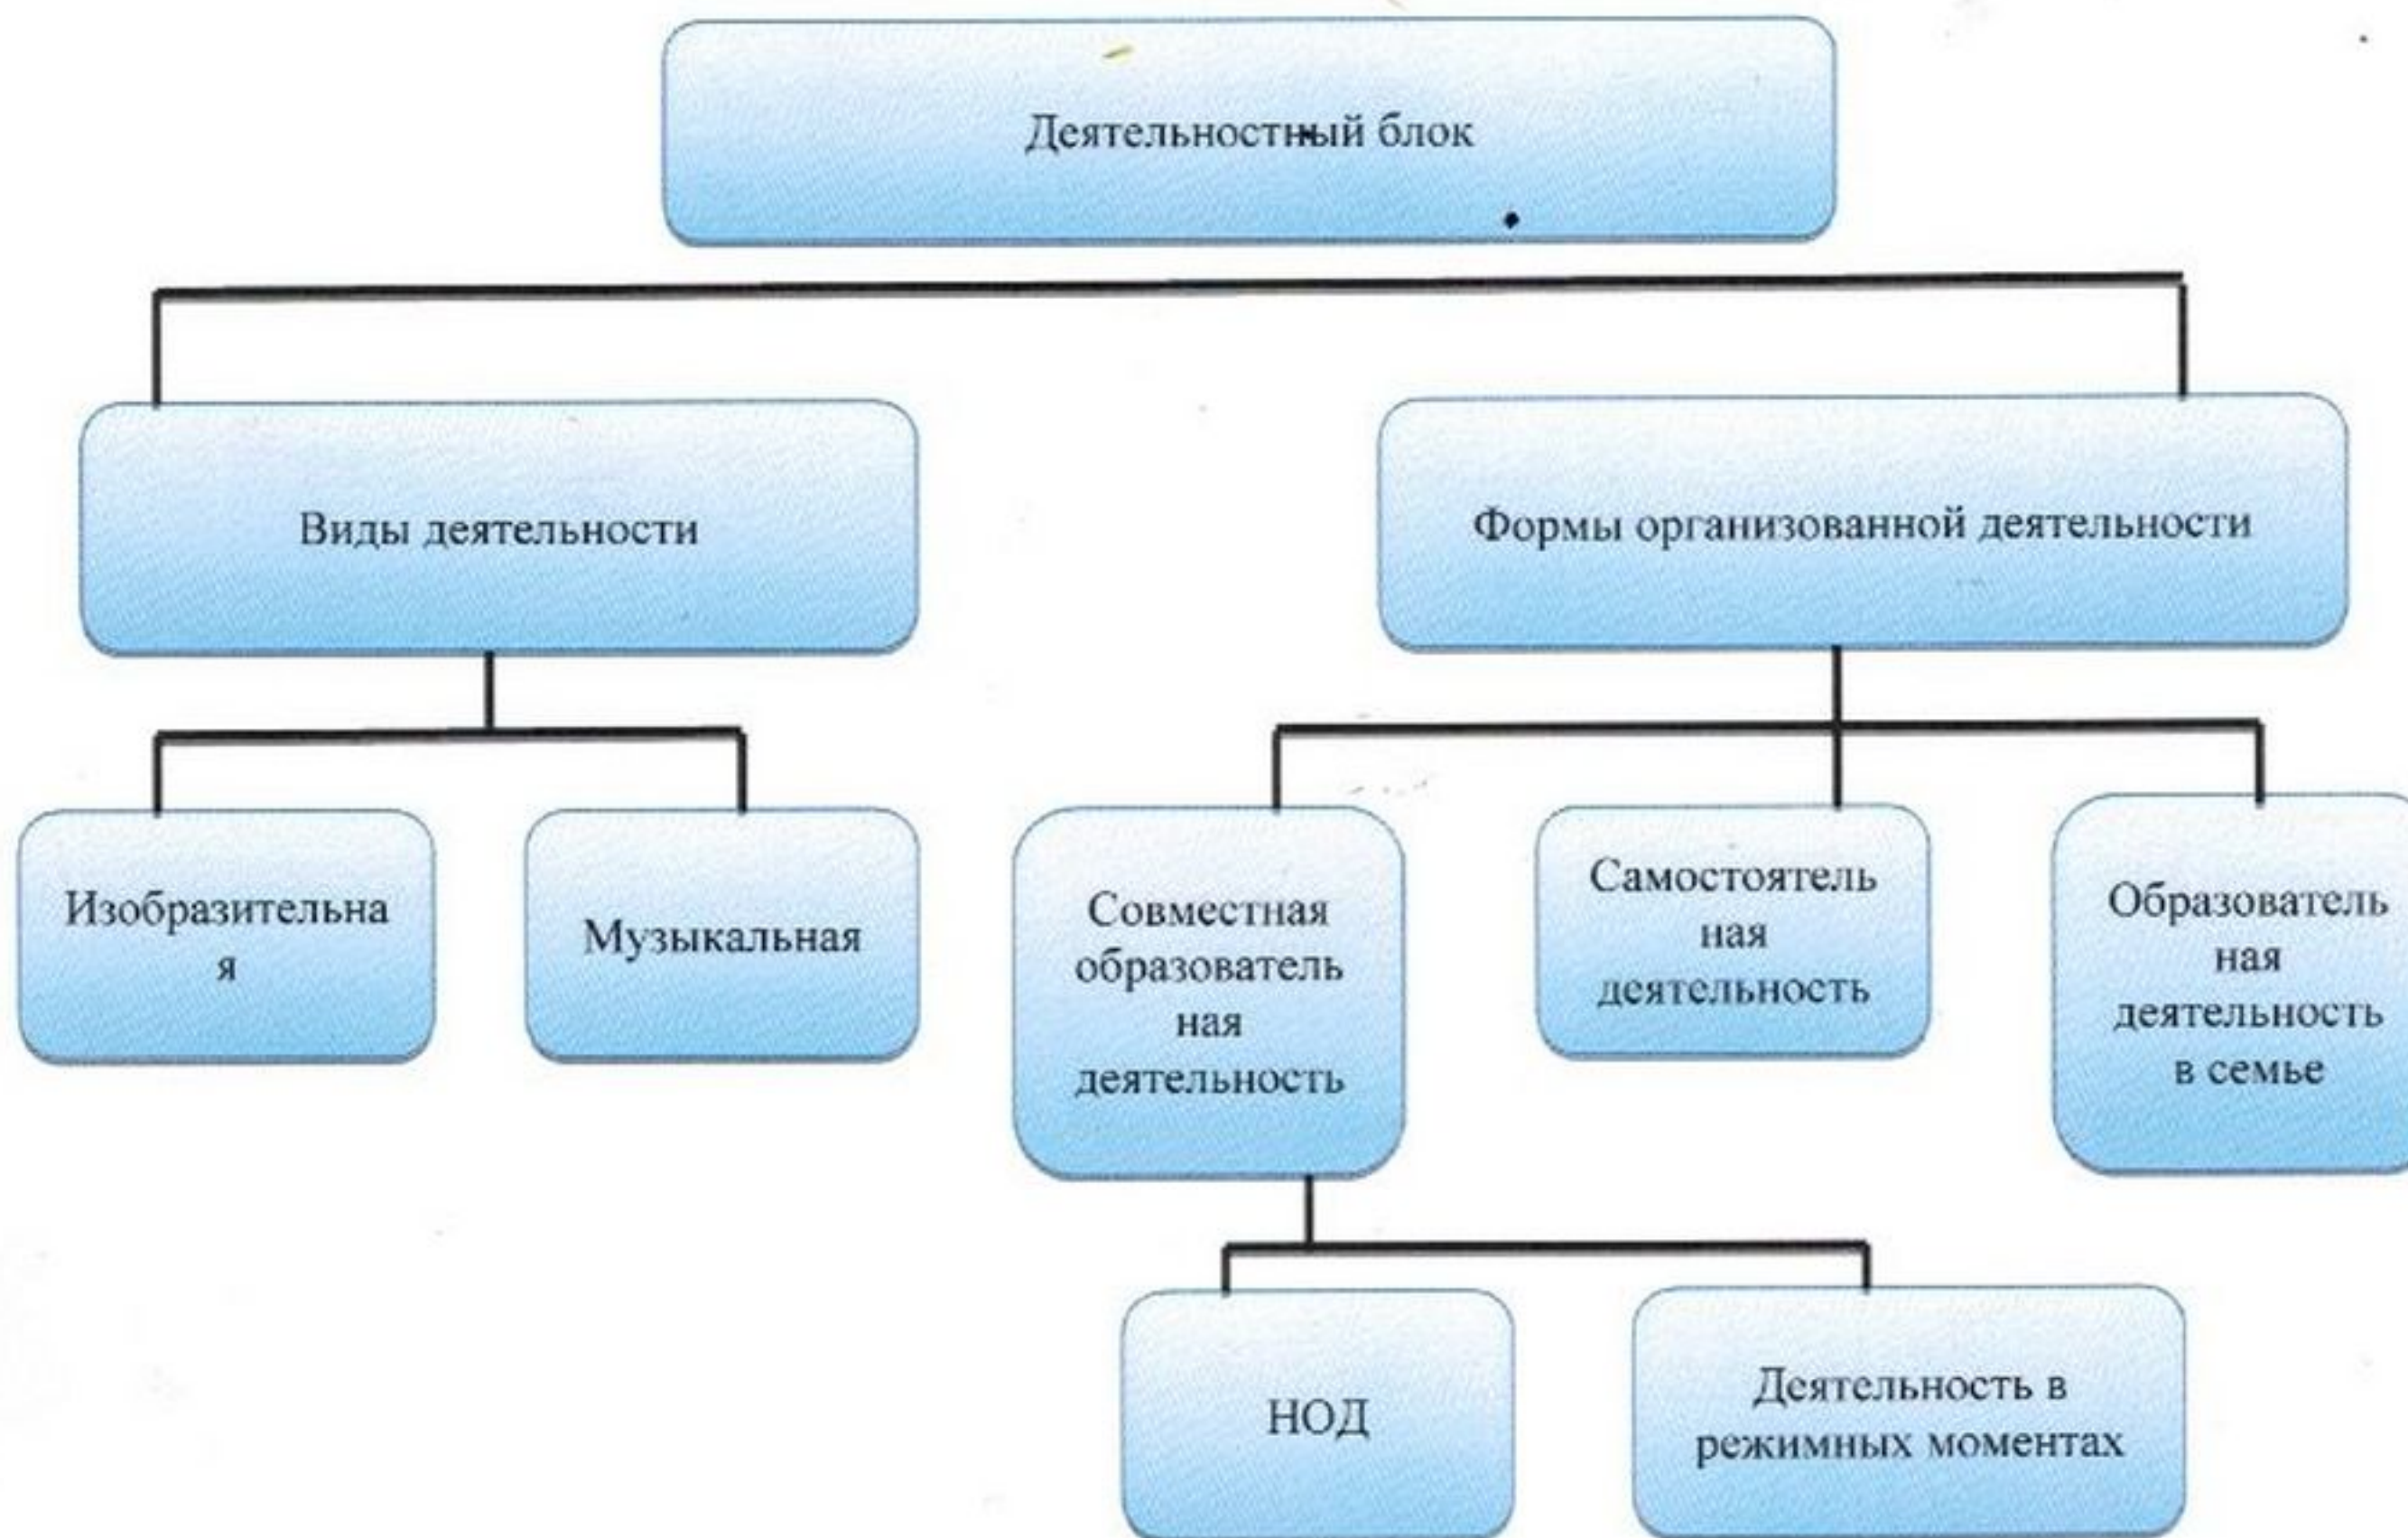 Деятельностный блок
Виды деятельности
Формы организованной деятельности
Изобразительна
я
Музыкальная
Совместная
образователь
ная
деятельность
Самостоятель
ная
деятельность
Образователь
ная
деятельность
в семье
НОД
Деятельность в
режимных моментах